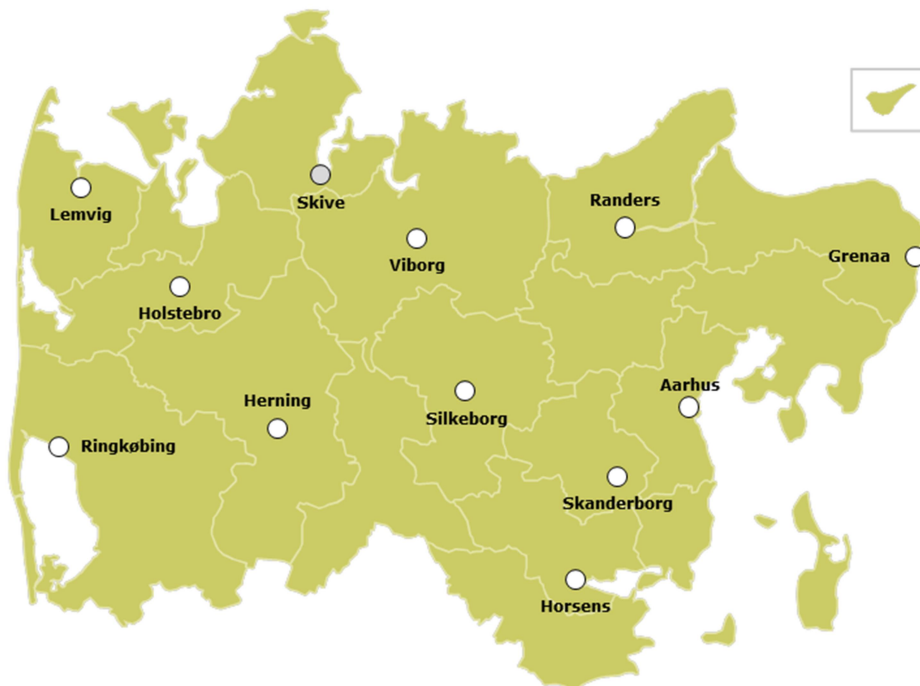 Skive
Randers
Lemvig
Grenaa
Viborg
Holstebro
Aarhus
Herning
Silkeborg
Ringkøbing
Skanderborg
Horsens